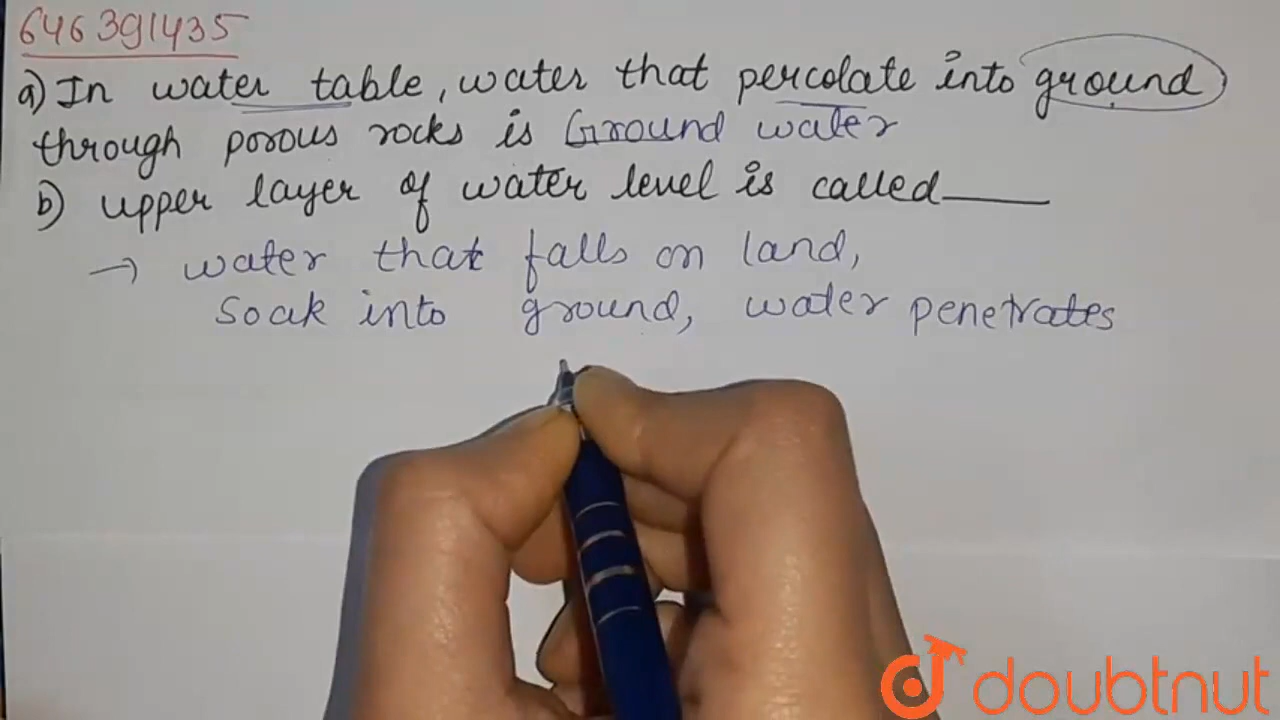 646391435
a) In water table, water that percolate into ground
through porous rocks is Ground water
b) upper layer of water level is called____
→ water that falls on land,
soak into ground, water penetrates
doubtnut